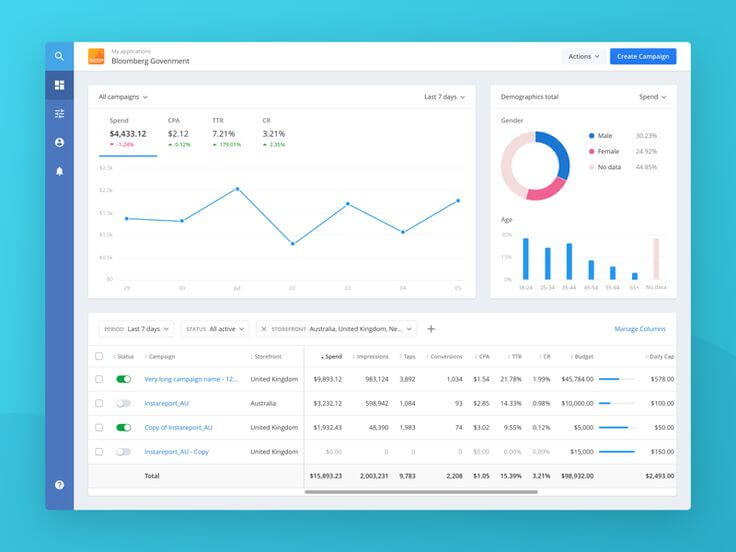 My applications
Bloomberg Govenment
Actions
Create Campaign
All campaigns
Last 7 days
Spend CPA TTR CR
$4,433.12 $2.12 7.21% 3.21%
-1.24% 0.12% 179.01% 2.35%
$2.5k
$2.0k
$1.5k
$1.0k
$0.5k
$0
29 30 Jul 02 03 04 05
Demographics total
Spend
Gender
Male 30.23%
Female 24.92%
No data 44.85%
Age
30%
15%
0%
18-24 25-34 35-44 45-54 55-64 65+ No data
PERIOD Last 7 days
STATUS All active
STOREFRONT Australia, United Kingdom, Ne...
Manage Columns
Status Campaign Storefront Spend Impressions Taps Conversions CPA TTR CR Budget Daily Cap
Very long campaign name - 12... United Kingdom $9,893.12 983,124 3,892 1,034 $1.54 21.78% 1.99% $45,784.00 $578.00
Instareport_AU Australia $3,232.12 598,942 1,084 93 $2.85 14.33% 0.98% $10,000.00 $100.00
Copy of Instareport_AU United Kingdom $1,932.43 48,390 1,983 74 $3.02 9.55% 0.12% $5,000 $50.00
Instareport_AU - Copy United Kingdom $0.00 0 0 0 $0.00 0.00% 0.00% $15,000 $150.00
Total $15,893.23 2,003,231 9,783 2,208 $1.05 15.39% 3.21% $98,932.00 $2,493.00